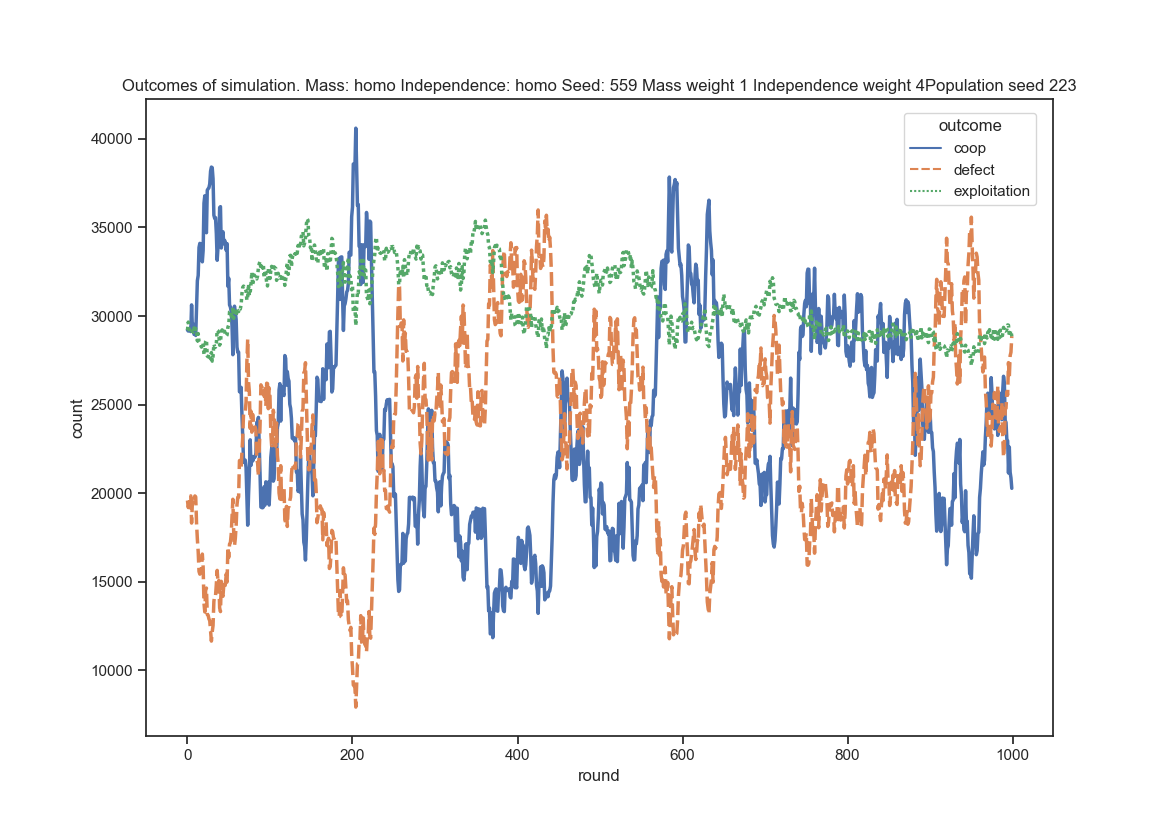 Outcomes of simulation. Mass: homo Independence: homo Seed: 559 Mass weight 1 Independence weight 4Population seed 223
outcome
coop
defect
exploitation
40000
35000
30000
25000
20000
15000
10000
count
0 200 400 600 800 1000
round